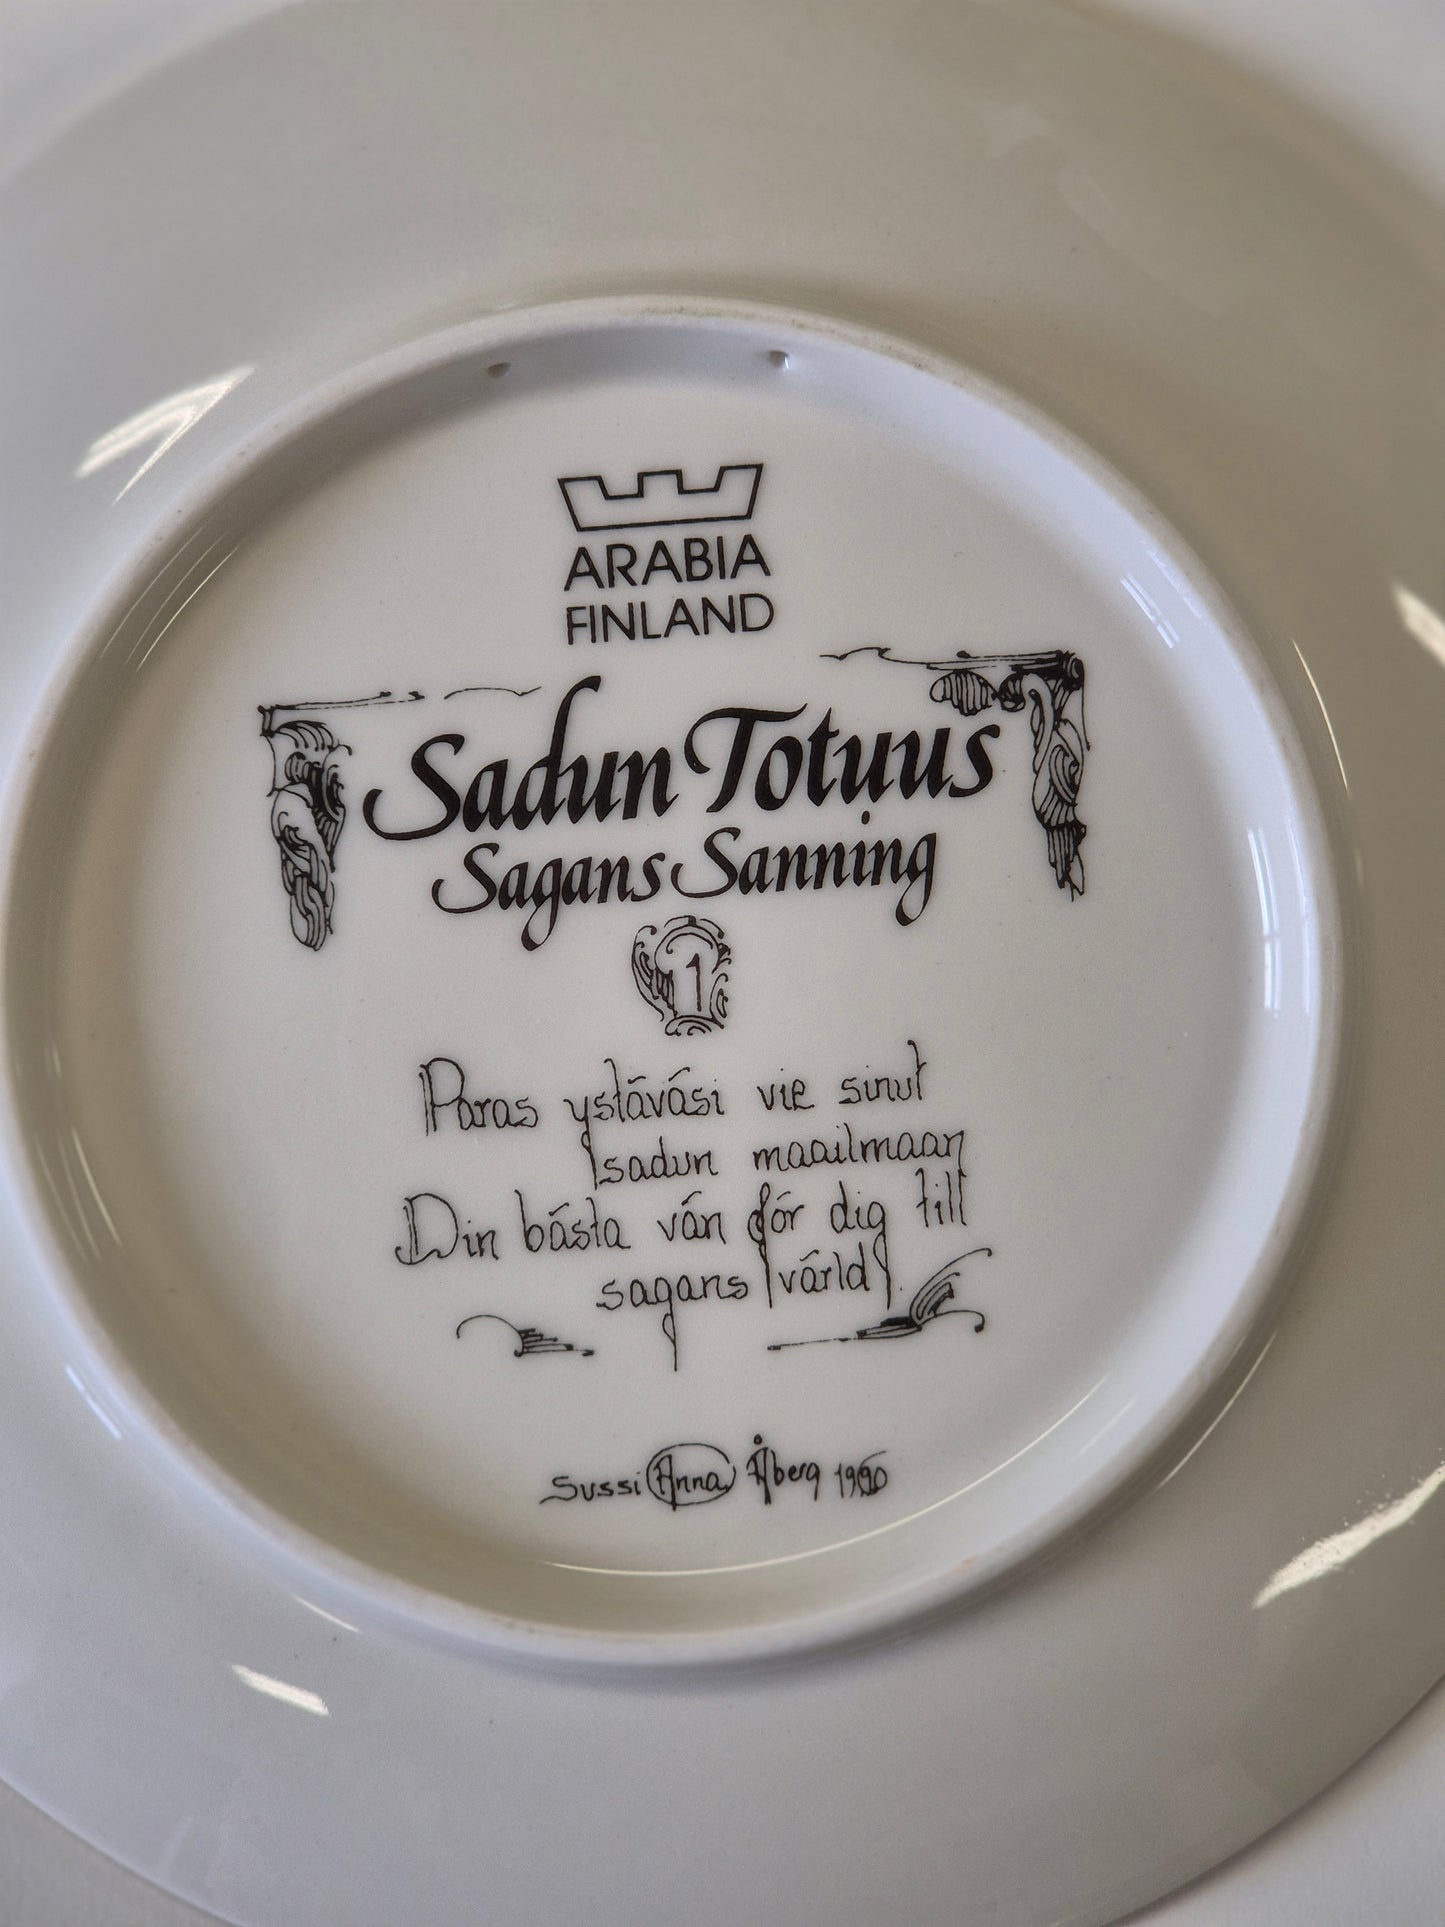 ARABIA
FINLAND
Sadun Totuus
Sagans Sanning
1
Paras ystäväsi vie sinut
sadun maailmaan
Din bästa vän för dig till
sagans värld.
Sussi Anna Åberg 1990